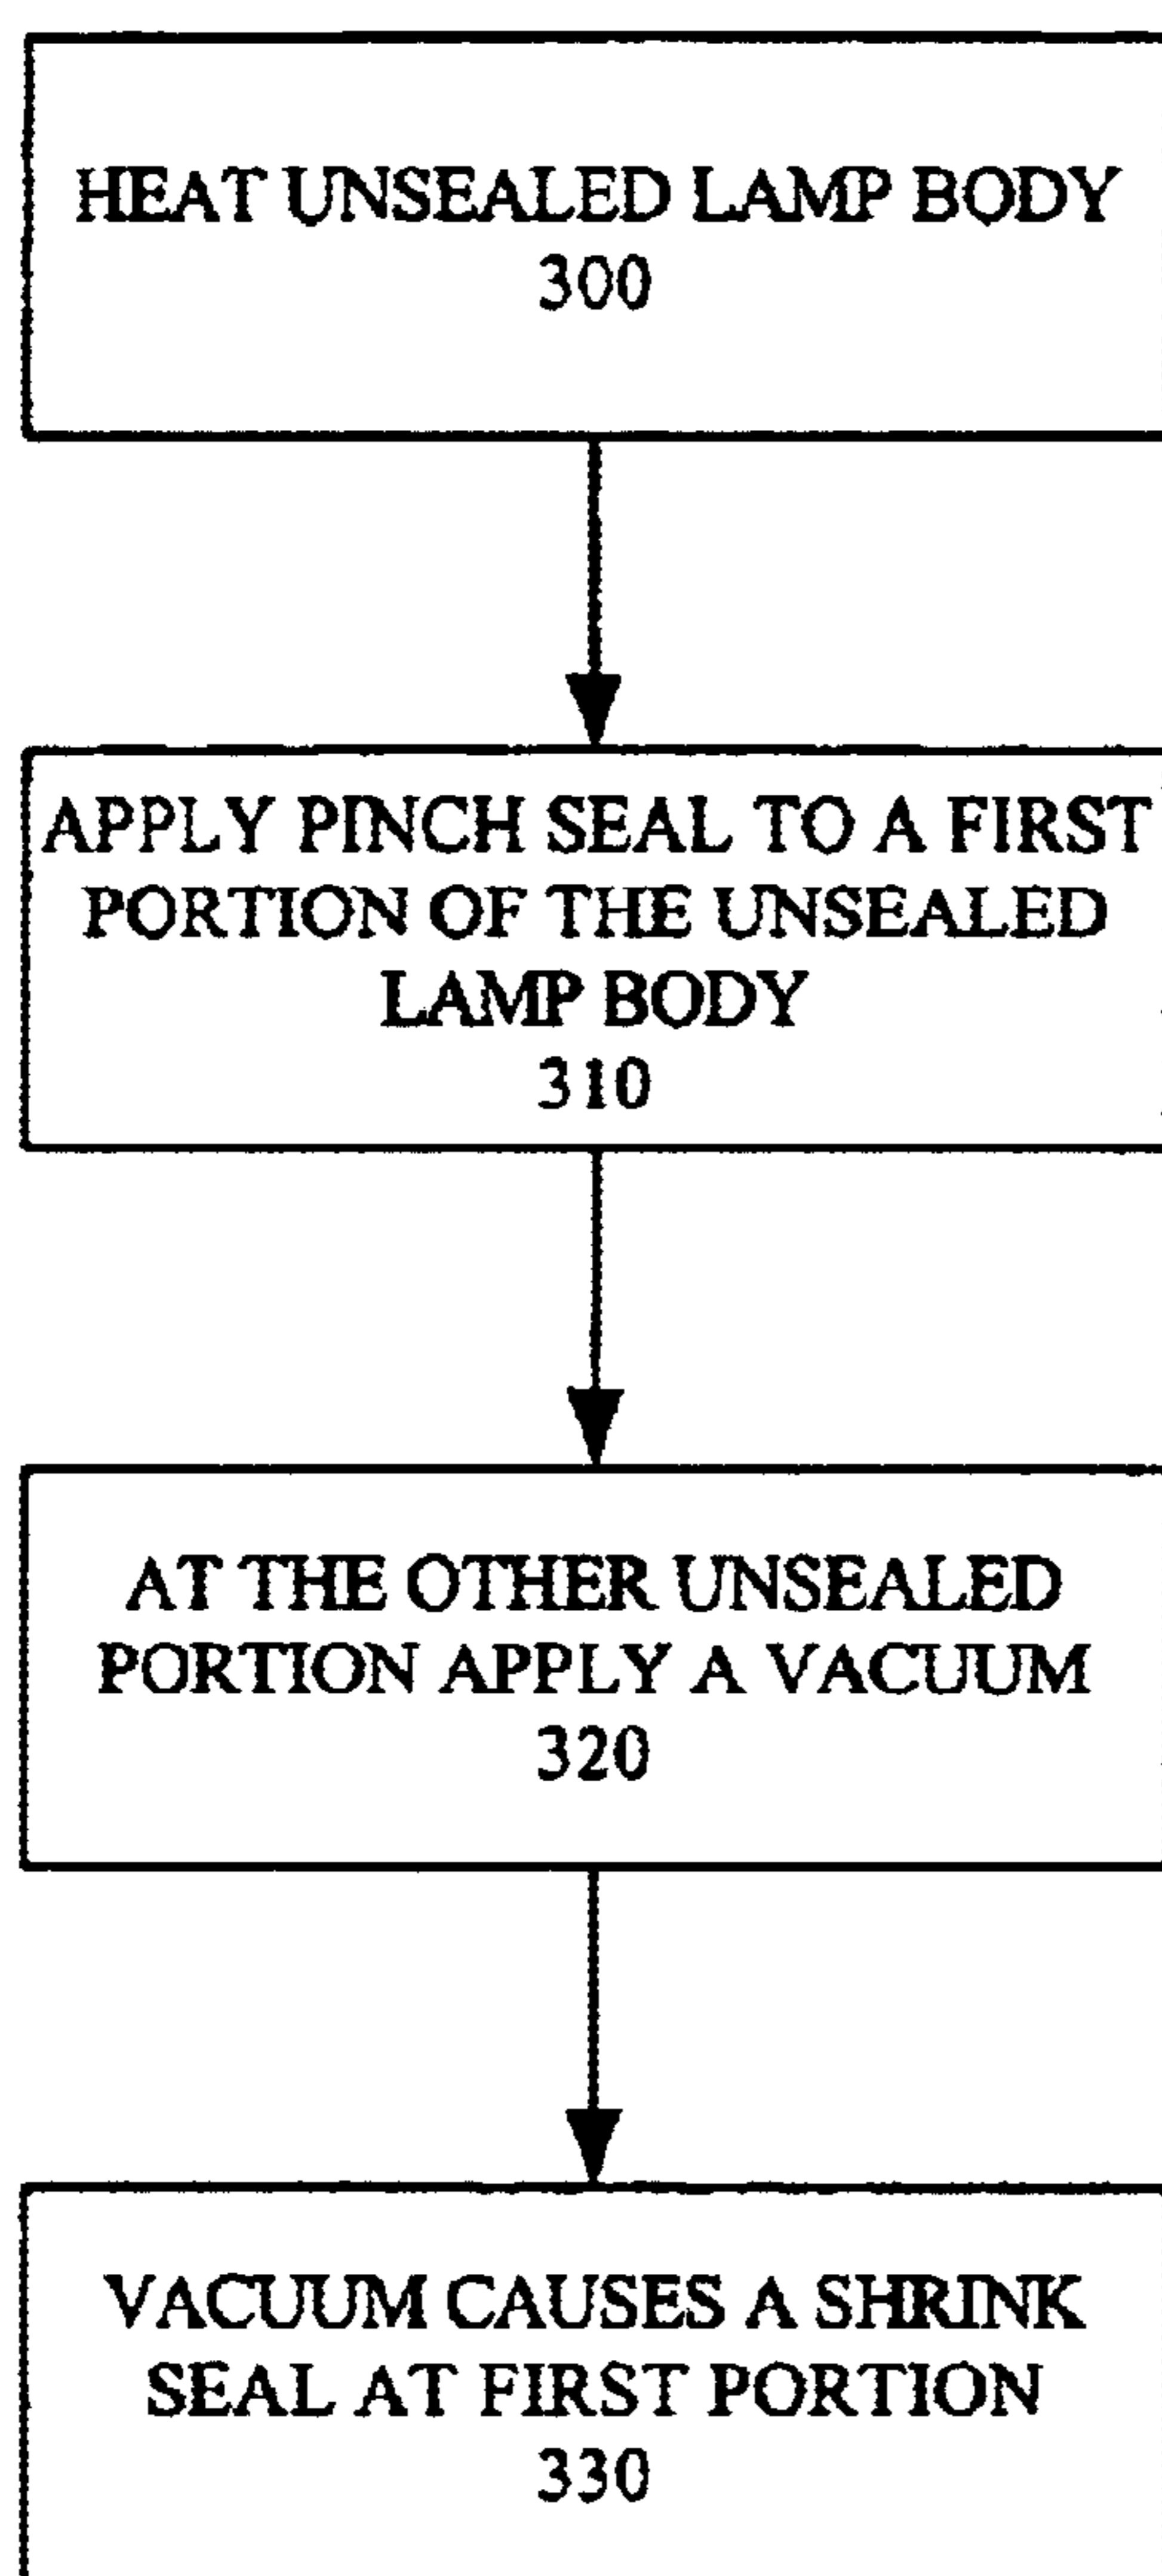 HEAT UNSEALED LAMP BODY
300
APPLY PINCH SEAL TO A FIRST
PORTION OF THE UNSEALED
LAMP BODY
310
AT THE OTHER UNSEALED
PORTION APPLY A VACUUM
320
VACUUM CAUSES A SHRINK
SEAL AT FIRST PORTION
330